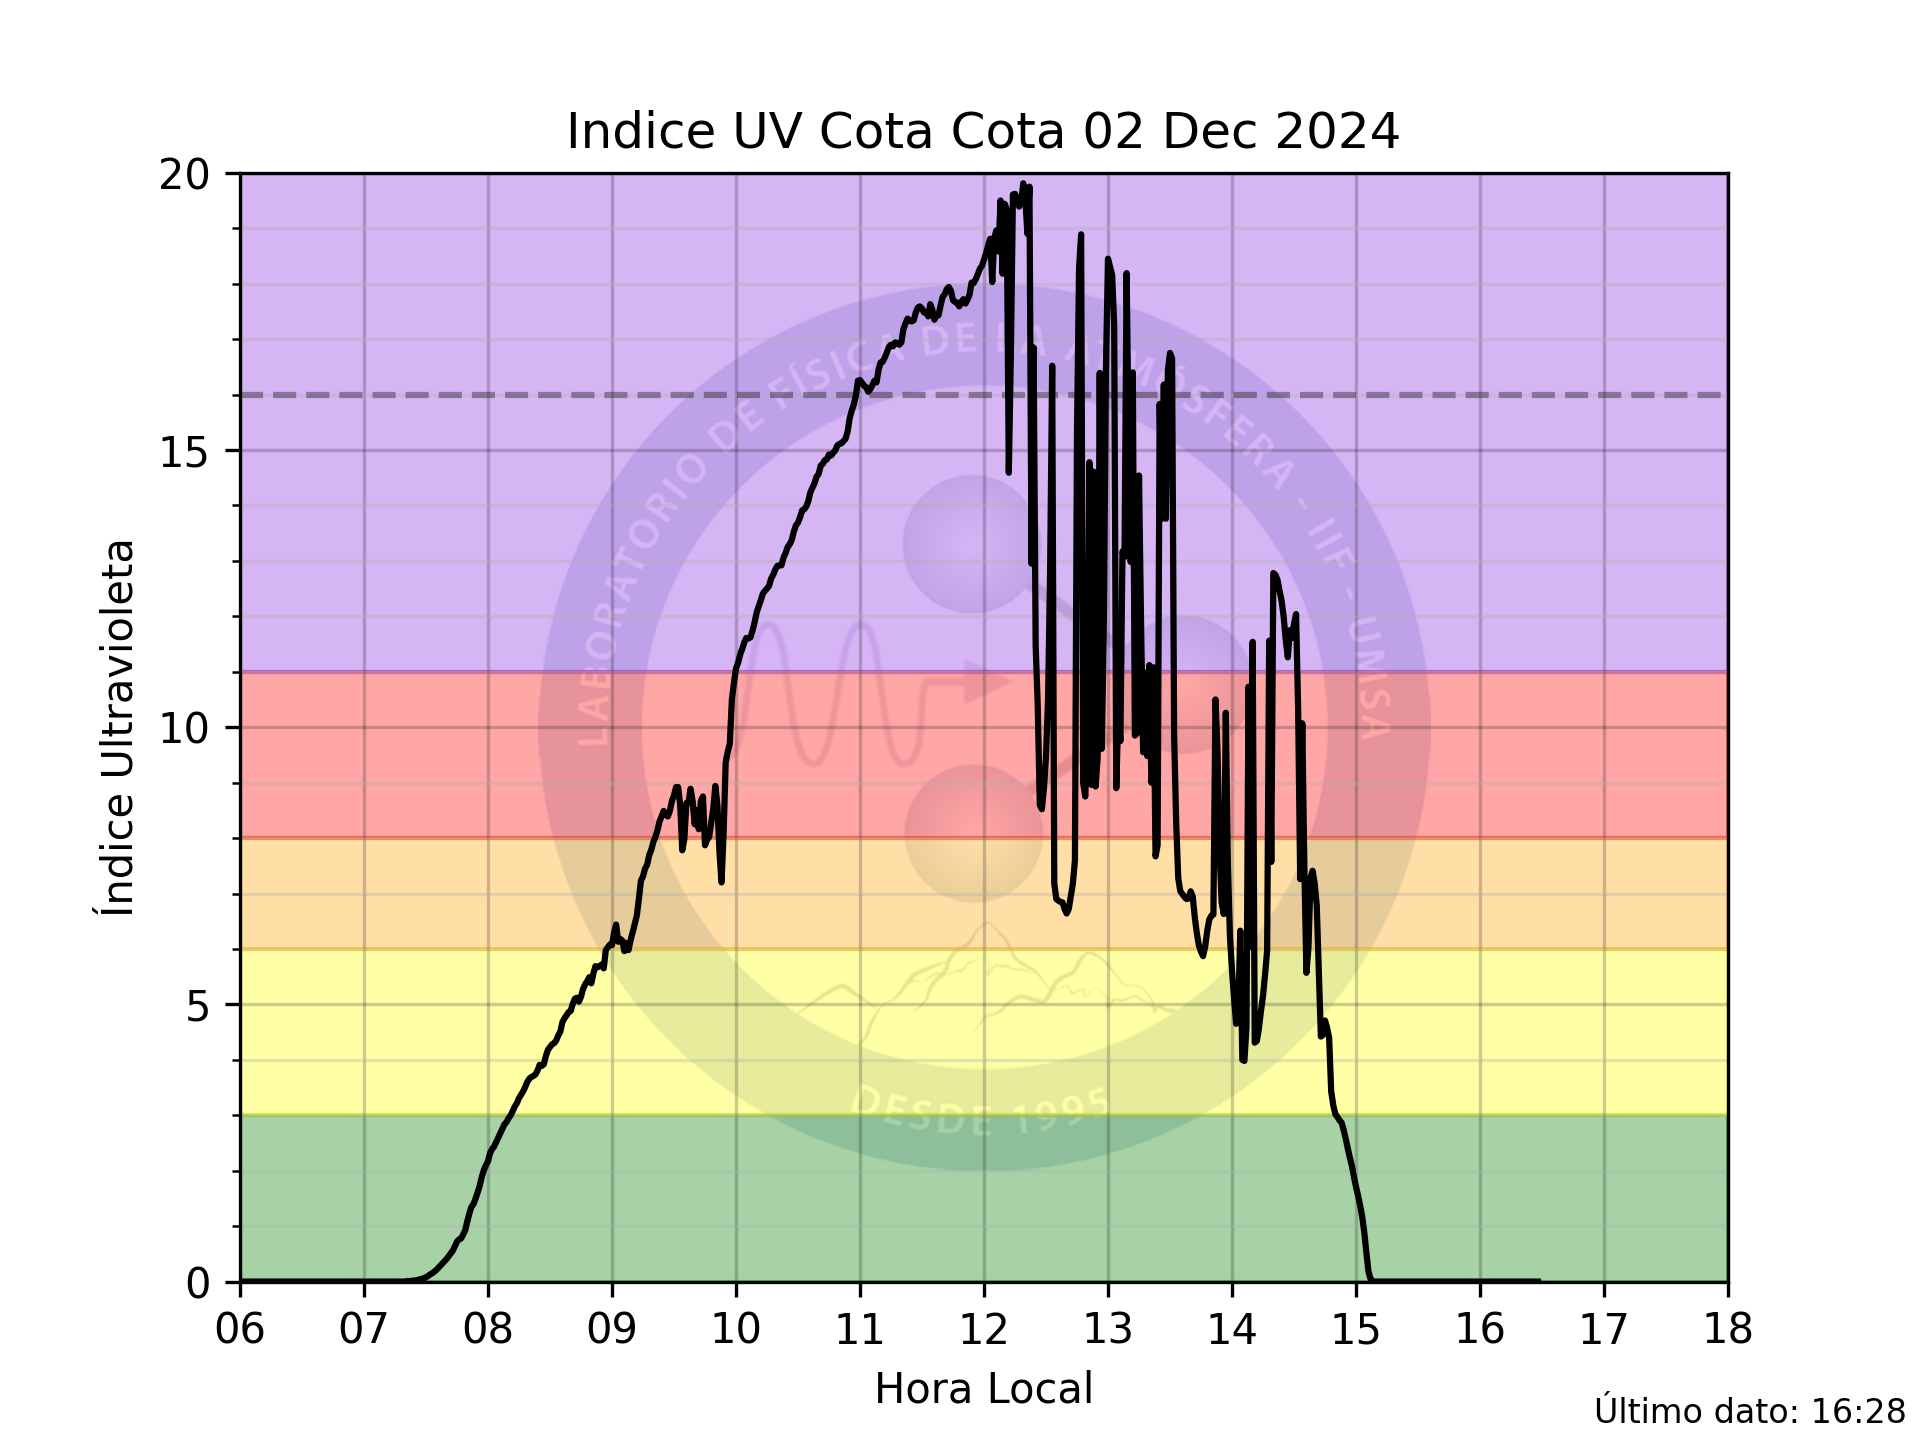 Indice UV Cota Cota 02 Dec 2024
20
15
10
5
0
Índice Ultravioleta
LABORATORIO DE FÍSICA DE LA ATMÓSFERA - IIF - UMSA
DESDE 1995
06 07 08 09 10 11 12 13 14 15 16 17 18
Hora Local
Último dato: 16:28